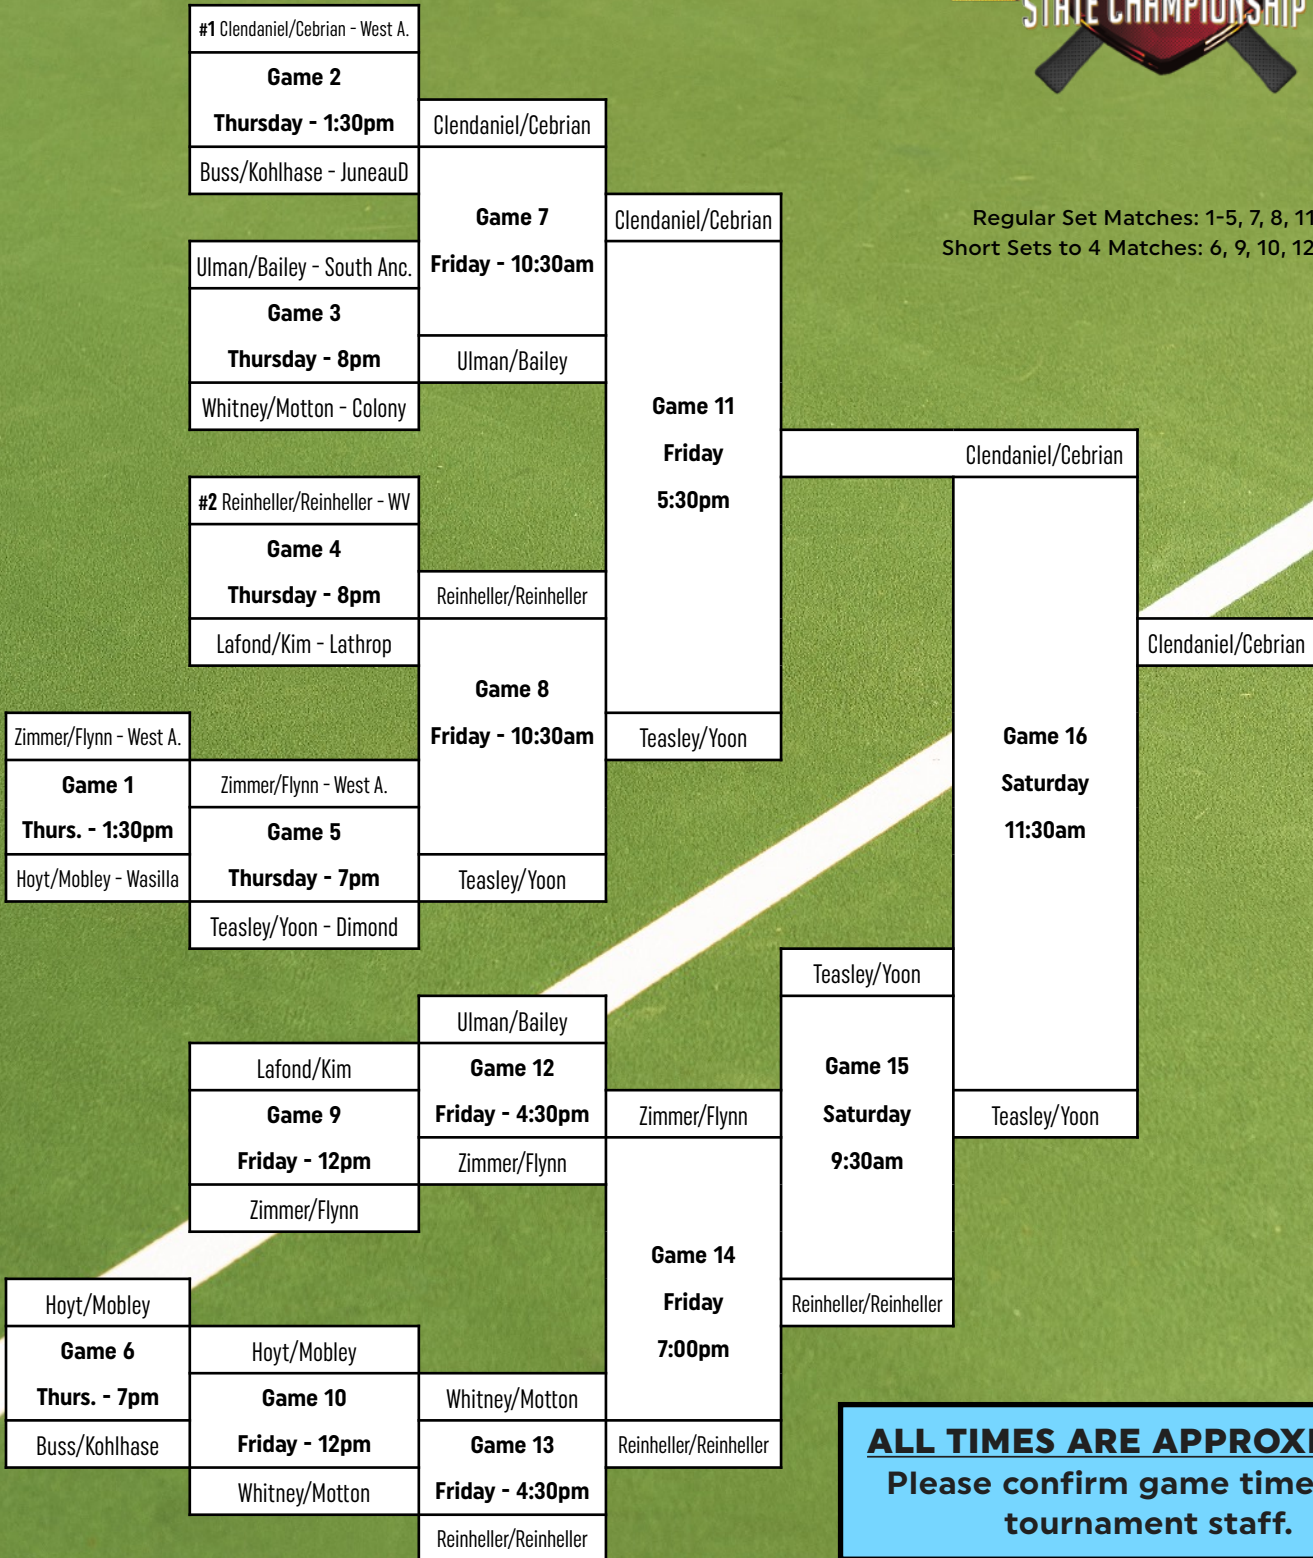 STATE CHAMPIONSHIP
Regular Set Matches: 1-5, 7, 8, 11
Short Sets to 4 Matches: 6, 9, 10, 12
#1 Clendaniel/Cebrian - West A.
Game 2
Thursday - 1:30pm
Buss/Kohlhase - JuneauD
Clendaniel/Cebrian
Game 7
Friday - 10:30am
Ulman/Bailey
Ulman/Bailey - South Anc.
Game 3
Thursday - 8pm
Whitney/Motton - Colony
Clendaniel/Cebrian
Game 11
Friday
5:30pm
Teasley/Yoon
#2 Reinheller/Reinheller - WV
Game 4
Thursday - 8pm
Lafond/Kim - Lathrop
Reinheller/Reinheller
Game 8
Friday - 10:30am
Teasley/Yoon
Zimmer/Flynn - West A.
Game 1
Thurs. - 1:30pm
Hoyt/Mobley - Wasilla
Zimmer/Flynn - West A.
Game 5
Thursday - 7pm
Teasley/Yoon - Dimond
Clendaniel/Cebrian
Game 16
Saturday
11:30am
Teasley/Yoon
Clendaniel/Cebrian
Teasley/Yoon
Game 15
Saturday
9:30am
Reinheller/Reinheller
Ulman/Bailey
Game 12
Friday - 4:30pm
Zimmer/Flynn
Lafond/Kim
Game 9
Friday - 12pm
Zimmer/Flynn
Zimmer/Flynn
Game 14
Friday
7:00pm
Reinheller/Reinheller
Hoyt/Mobley
Game 6
Thurs. - 7pm
Buss/Kohlhase
Hoyt/Mobley
Game 10
Friday - 12pm
Whitney/Motton
Whitney/Motton
Game 13
Friday - 4:30pm
Reinheller/Reinheller
ALL TIMES ARE
Please confirm game time
tournament staff.